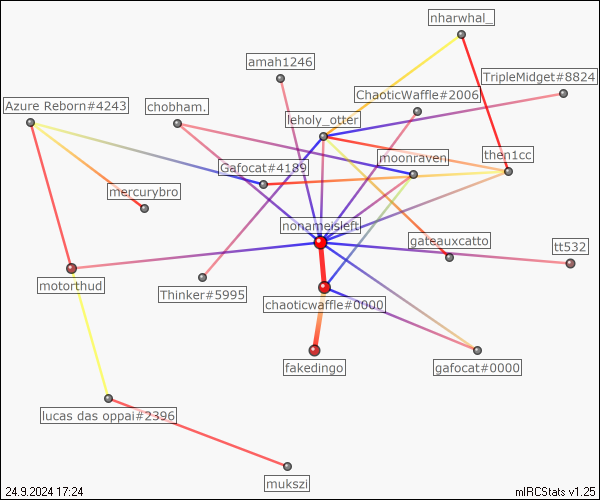 nharwhal_
amah1246
TripleMidget#8824
ChaoticWaffle#2006
Azure Reborn#4243
chobham.
leholy_otter
moonraven
then1cc
Gafocat#4189
mercurybro
nonameisleft
gateauxcatto
tt532
motorthud
Thinker#5995
chaoticwaffle#0000
fakedingo
gafocat#0000
lucas das oppai#2396
mukszi
24.9.2024 17:24
mIRCStats v1.25